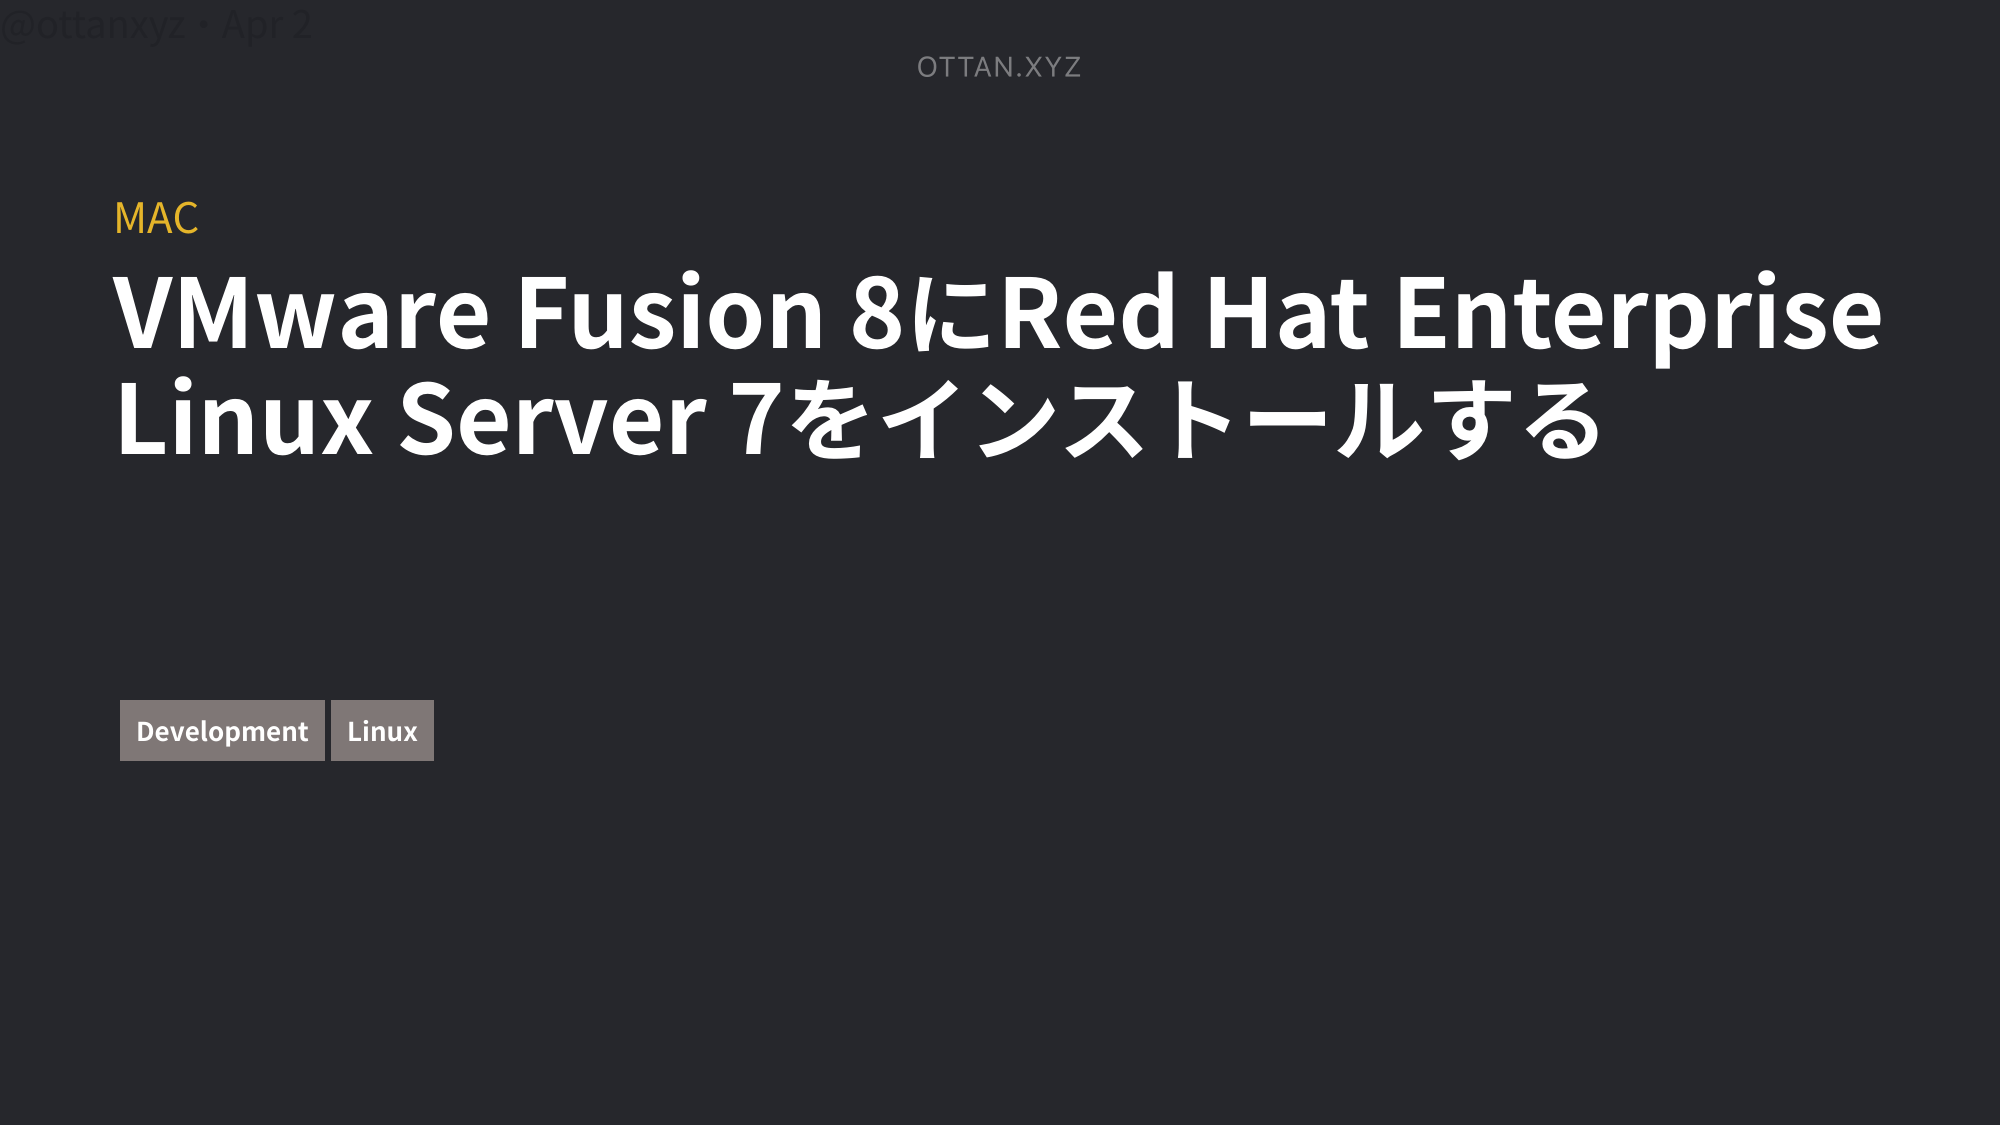 @ottanxyz・Apr 2
OTTAN.XYZ
MAC
VMware Fusion 8にRed Hat Enterprise
Linux Server 7をインストールする
Development Linux